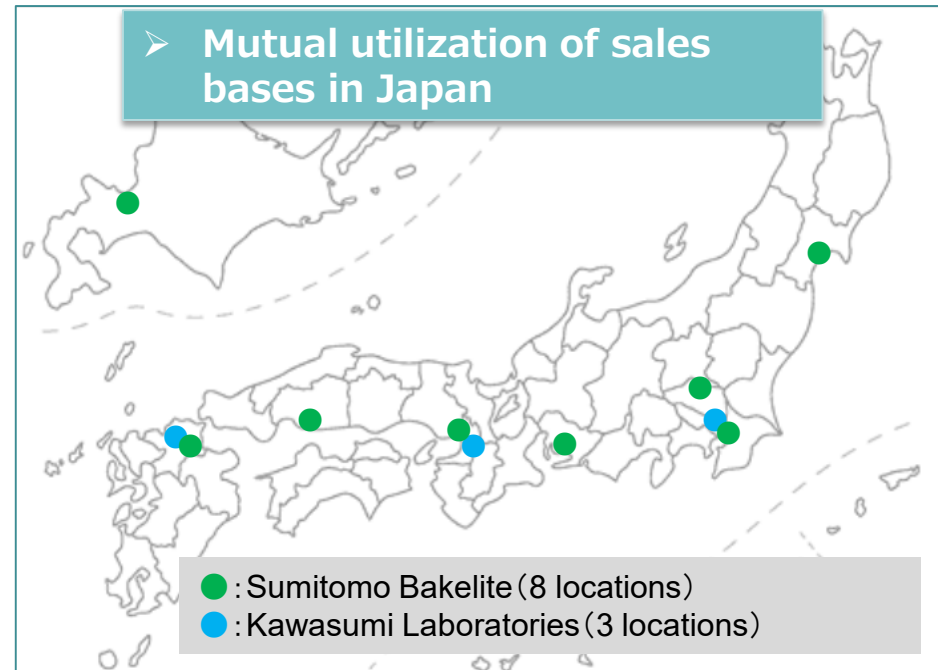 ➢ Mutual utilization of sales
bases in Japan
：Sumitomo Bakelite（8 locations）
：Kawasumi Laboratories（3 locations）